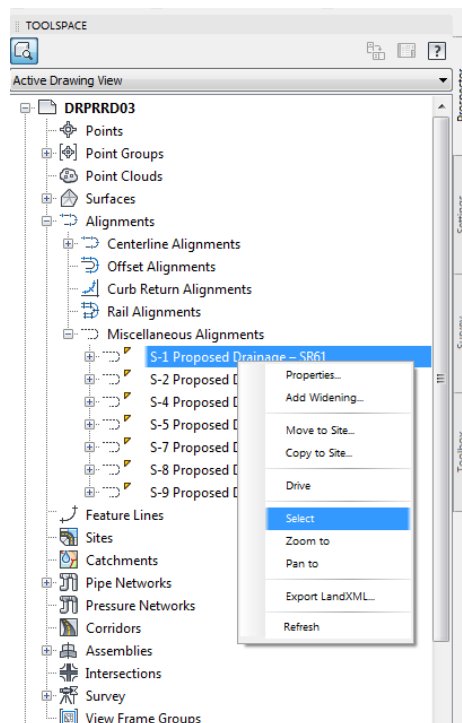 TOOLSPACE
?
Active Drawing View
DRPRRD03
Points
Point Groups
Point Clouds
Surfaces
Alignments
Centerline Alignments
Offset Alignments
Curb Return Alignments
Rail Alignments
Miscellaneous Alignments
S-1 Proposed Drainage – SR61
S-2 Proposed D
S-4 Proposed D
S-5 Proposed D
S-7 Proposed D
S-8 Proposed D
S-9 Proposed D
Properties...
Add Widening...
Move to Site...
Copy to Site...
Drive
Select
Zoom to
Pan to
Export LandXML...
Refresh
Feature Lines
Sites
Catchments
Pipe Networks
Pressure Networks
Corridors
Assemblies
Intersections
Survey
View Frame Groups
Prospector
Settings
Survey
Toolbox